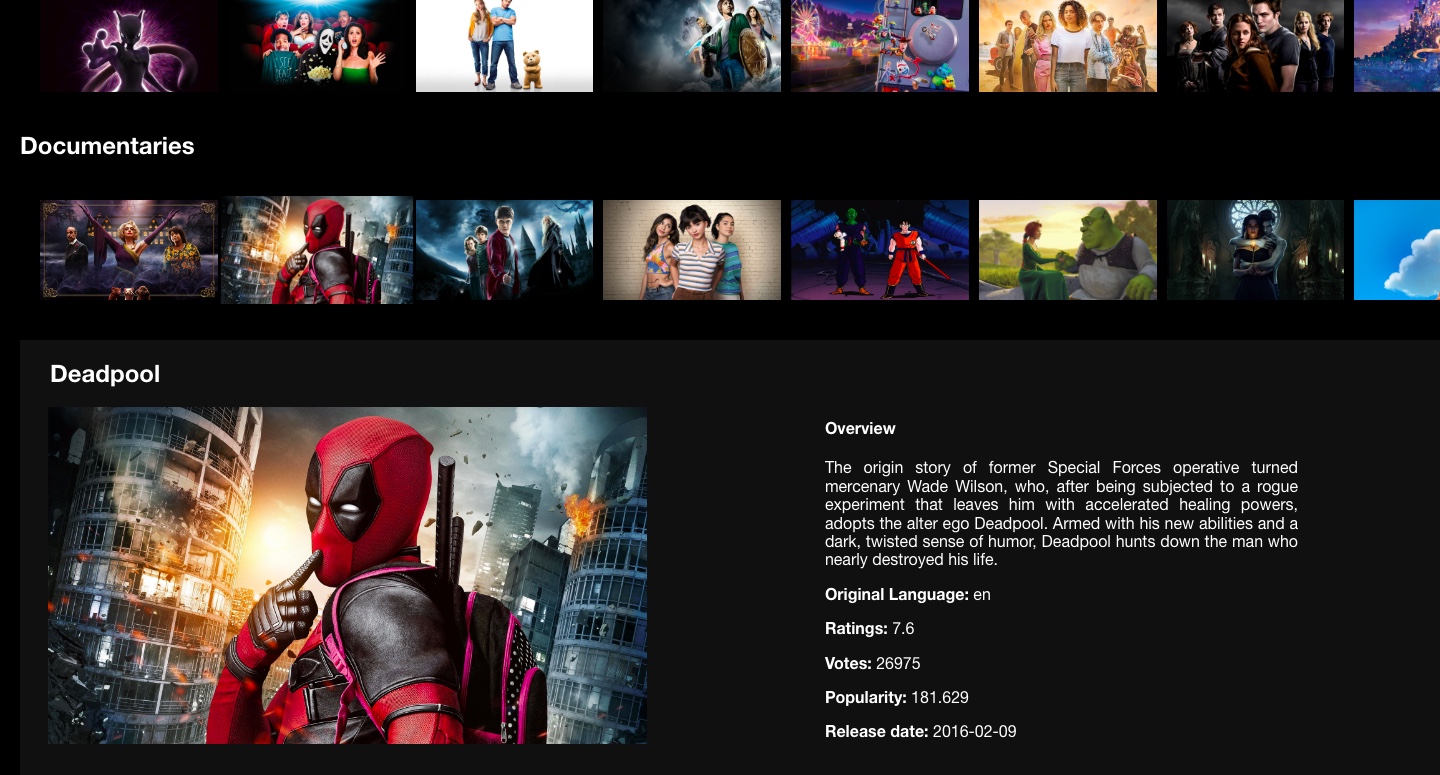 Documentaries
Deadpool
Overview
The origin story of former Special Forces operative turned
mercenary Wade Wilson, who, after being subjected to a rogue
experiment that leaves him with accelerated healing powers,
adopts the alter ego Deadpool. Armed with his new abilities and a
dark, twisted sense of humor, Deadpool hunts down the man who
nearly destroyed his life.
Original Language: en
Ratings: 7.6
Votes: 26975
Popularity: 181.629
Release date: 2016-02-09